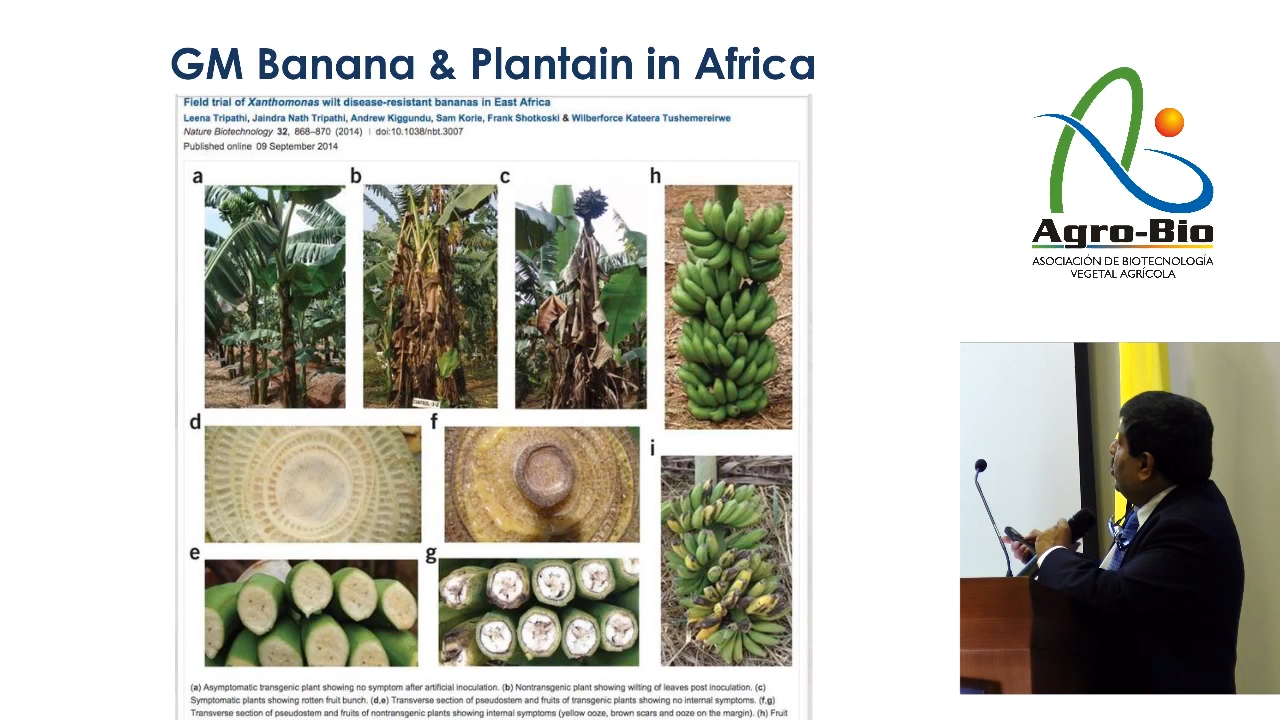 GM Banana & Plantain in Africa
Field trial of Xanthomonas wilt disease-resistant bananas in East Africa
Leena Tripathi, Jaindra Nath Tripathi, Andrew Kiggundu, Sam Korie, Frank Shotkoski & Wilberforce Kateera Tushemereirwe
Nature Biotechnology 32, 868–870 (2014) | doi:10.1038/nbt.3007
Published online 09 September 2014
a
b
c
h
d
f
i
e
g
(a) Asymptomatic transgenic plant showing no symptom after artificial inoculation. (b) Nontransgenic plant showing wilting of leaves post inoculation. (c)
Symptomatic plants showing rotten fruit bunch. (d,e) Transverse section of pseudostem and fruits of transgenic plants showing no internal symptoms. (f,g)
Transverse section of pseudostem and fruits of nontransgenic plants showing internal symptoms (yellow ooze, brown scars and ooze on the margin). (h) Fruit
Agro-Bio
ASOCIACIÓN DE BIOTECNOLOGÍA
VEGETAL AGRÍCOLA